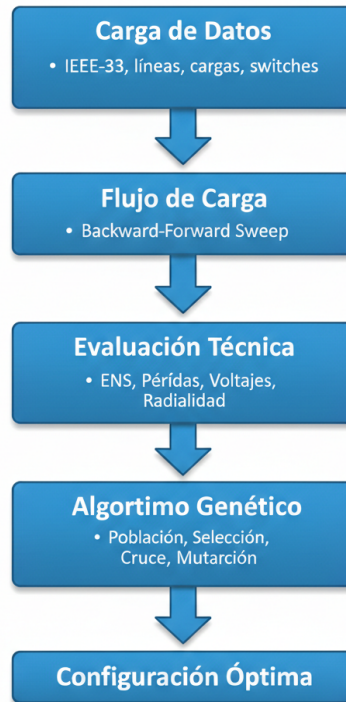 Carga de Datos
• IEEE-33, líneas, cargas, switches
Flujo de Carga
• Backward-Forward Sweep
Evaluación Técnica
• ENS, Péridas, Voltajes,
Radialidad
Algortimo Genético
• Población, Selección,
Cruce, Mutarción
Configuración Óptima